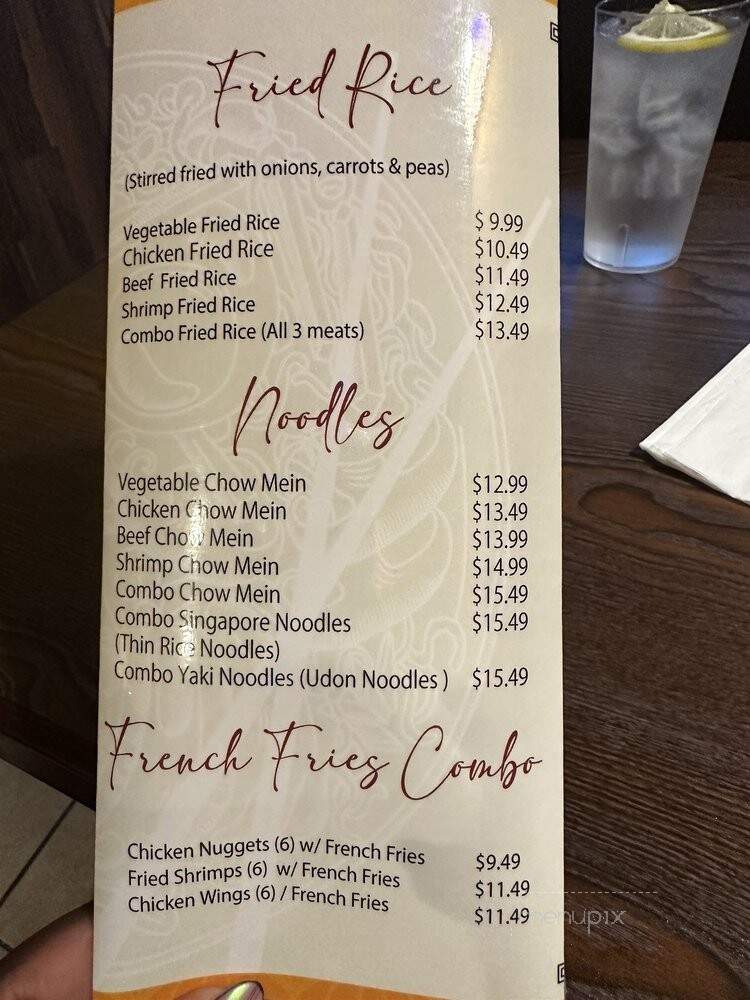 Fried Rice
(Stirred fried with onions, carrots & peas)
Vegetable Fried Rice $ 9.99
Chicken Fried Rice $10.49
Beef Fried Rice $11.49
Shrimp Fried Rice $12.49
Combo Fried Rice (All 3 meats) $13.49
Noodles
Vegetable Chow Mein $12.99
Chicken Chow Mein $13.49
Beef Chow Mein $13.99
Shrimp Chow Mein $14.99
Combo Chow Mein $15.49
Combo Singapore Noodles $15.49
(Thin Rice Noodles)
Combo Yaki Noodles (Udon Noodles ) $15.49
French Fries Combo
Chicken Nuggets (6) w/ French Fries $9.49
Fried Shrimps (6) w/ French Fries $11.49
Chicken Wings (6) / French Fries $11.49
menupix